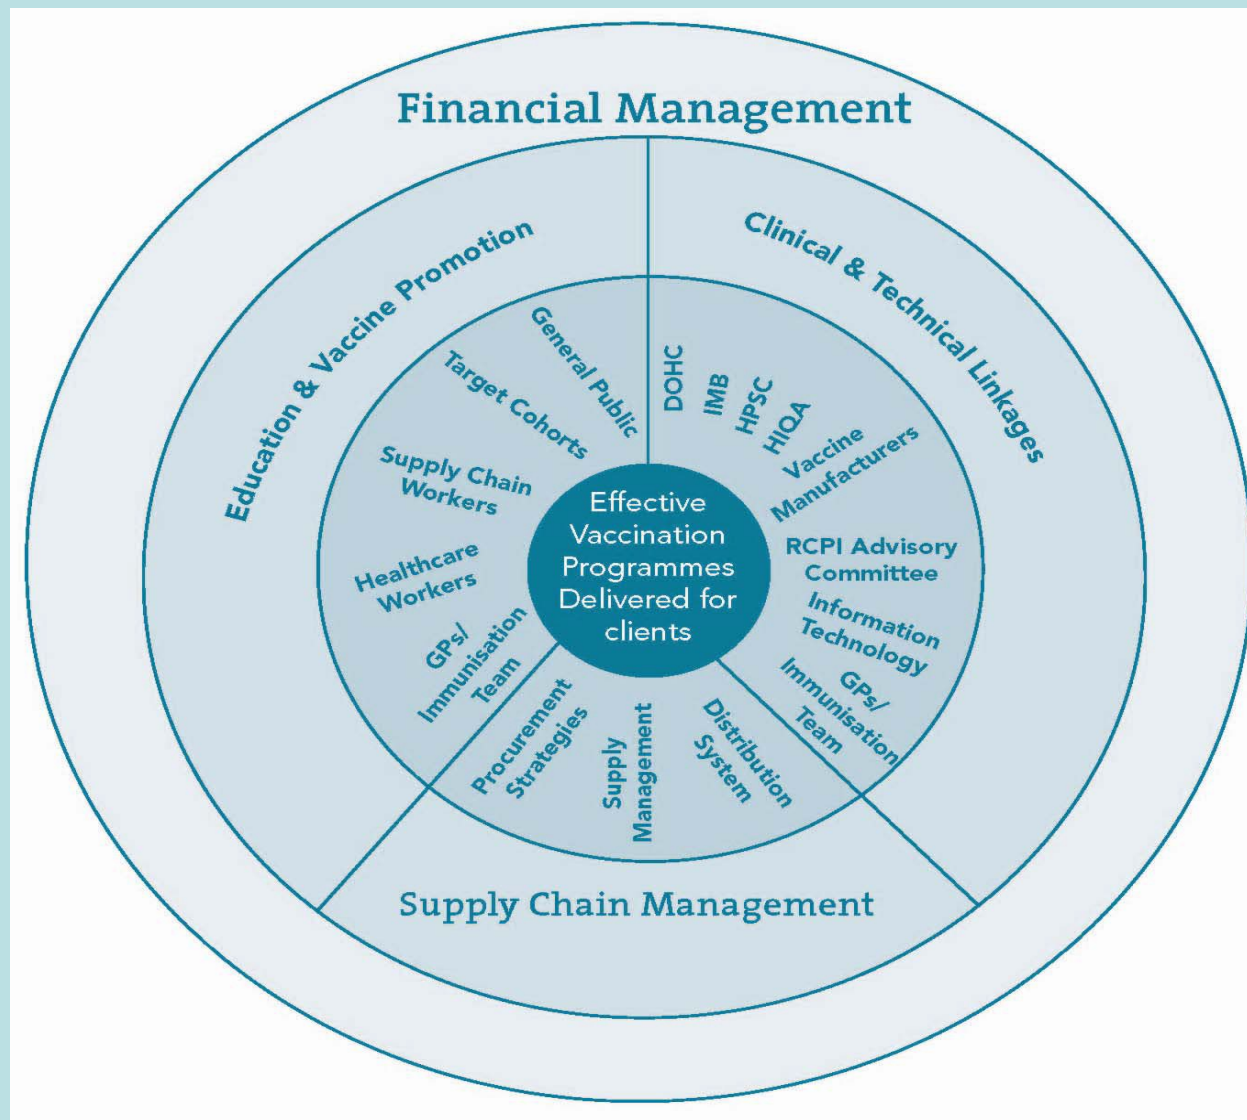 Financial Management
Education & Vaccine Promotion
Clinical & Technical Linkages
General Public
Target Cohorts
Supply Chain
Workers
Healthcare
Workers
GPs/
Immunisation
Team
DOHC
IMB
HPSC
HIQA
Vaccine
Manufacturers
RCPI Advisory
Committee
Information
Technology
GPs/
Immunisation
Team
Effective
Vaccination
Programmes
Delivered for
clients
Procurement
Strategies
Supply
Management
Distribution
System
Supply Chain Management